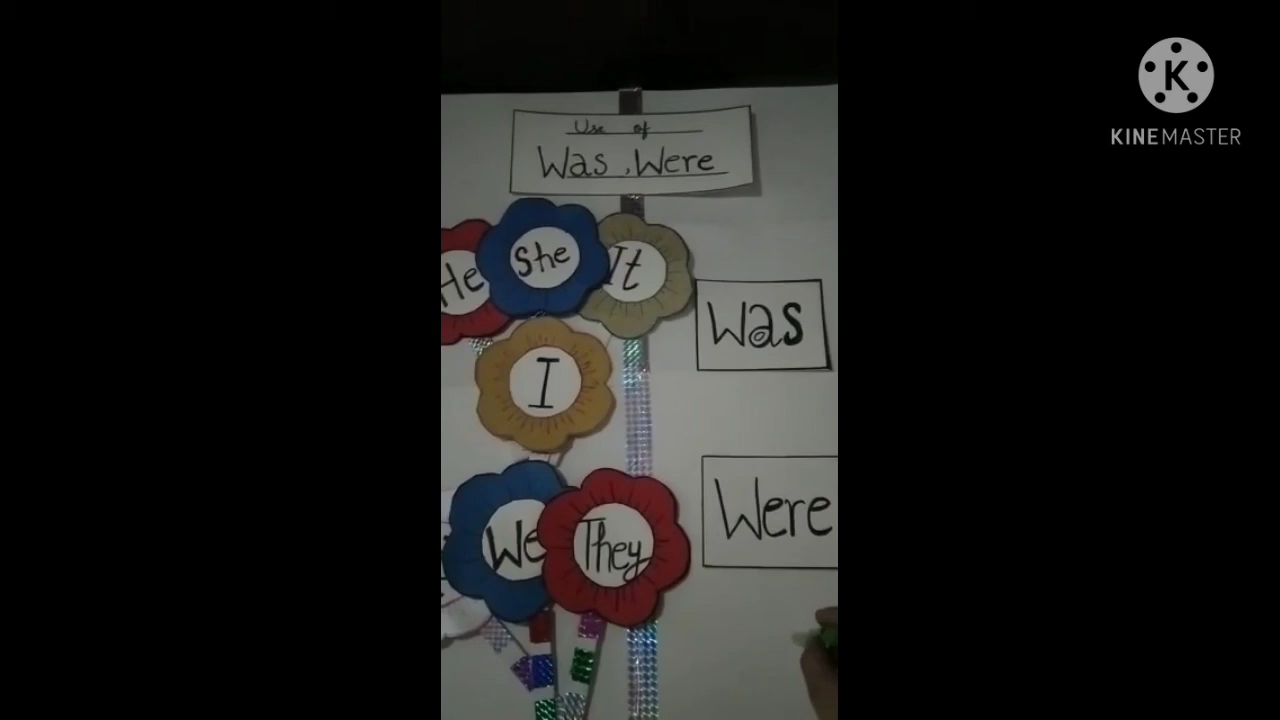 Use of
Was, Were
He
She
It
Was
I
We
They
Were
K
KINEMASTER